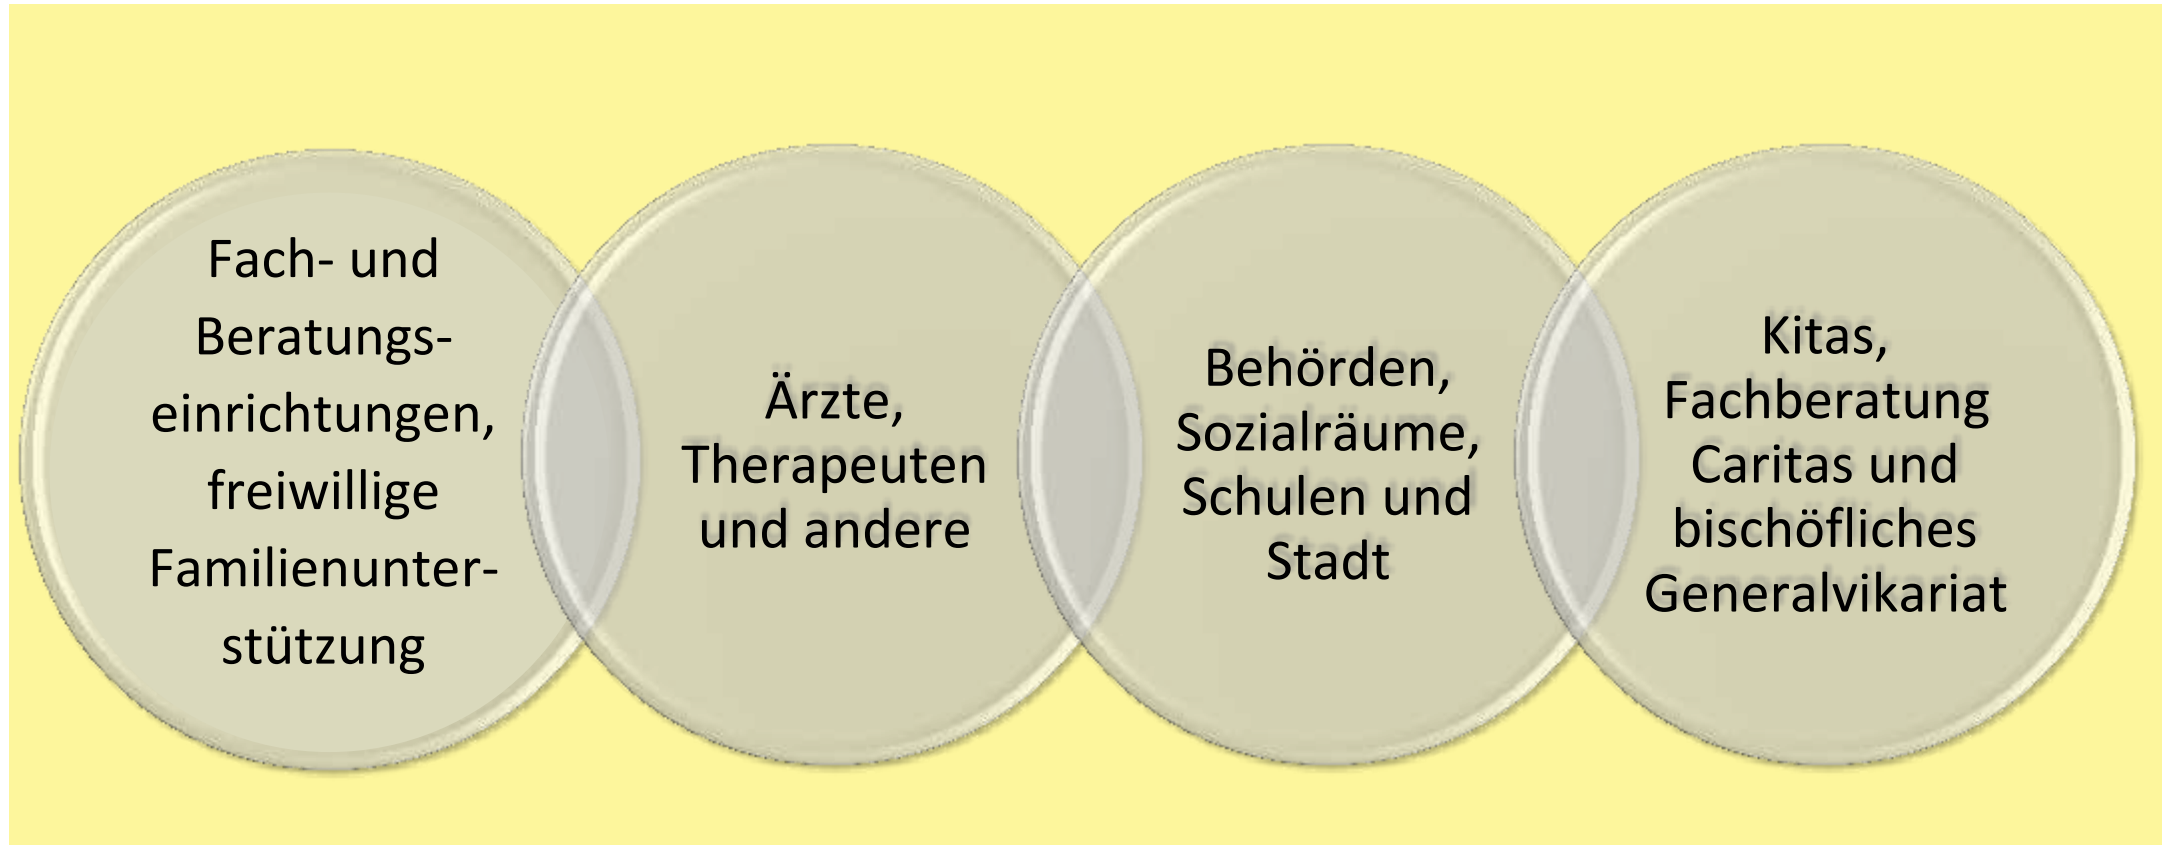 Fach- und
Beratungs-
einrichtungen,
freiwillige
Familienunter-
stützung
Ärzte,
Therapeuten
und andere
Behörden,
Sozialräume,
Schulen und
Stadt
Kitas,
Fachberatung
Caritas und
bischöfliches
Generalvikariat